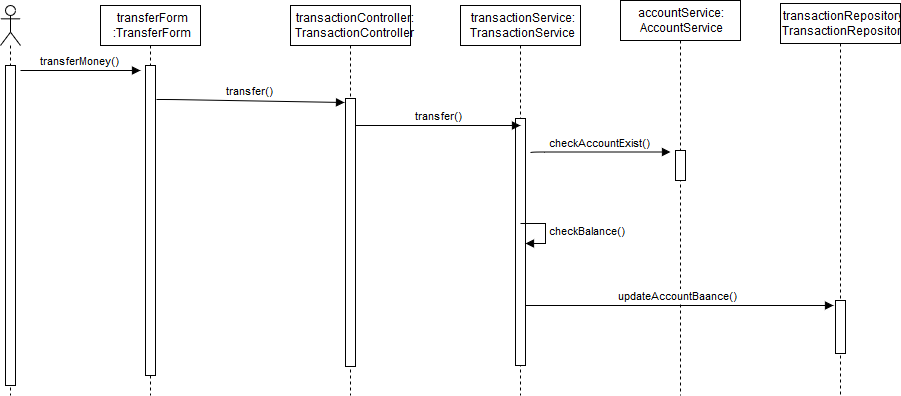 transferForm
:TransferForm
transactionController:
TransactionController
transactionService:
TransactionService
accountService:
AccountService
transactionRepository
TransactionRepositor
transferMoney()
transfer()
transfer()
checkAccountExist()
checkBalance()
updateAccountBaance()